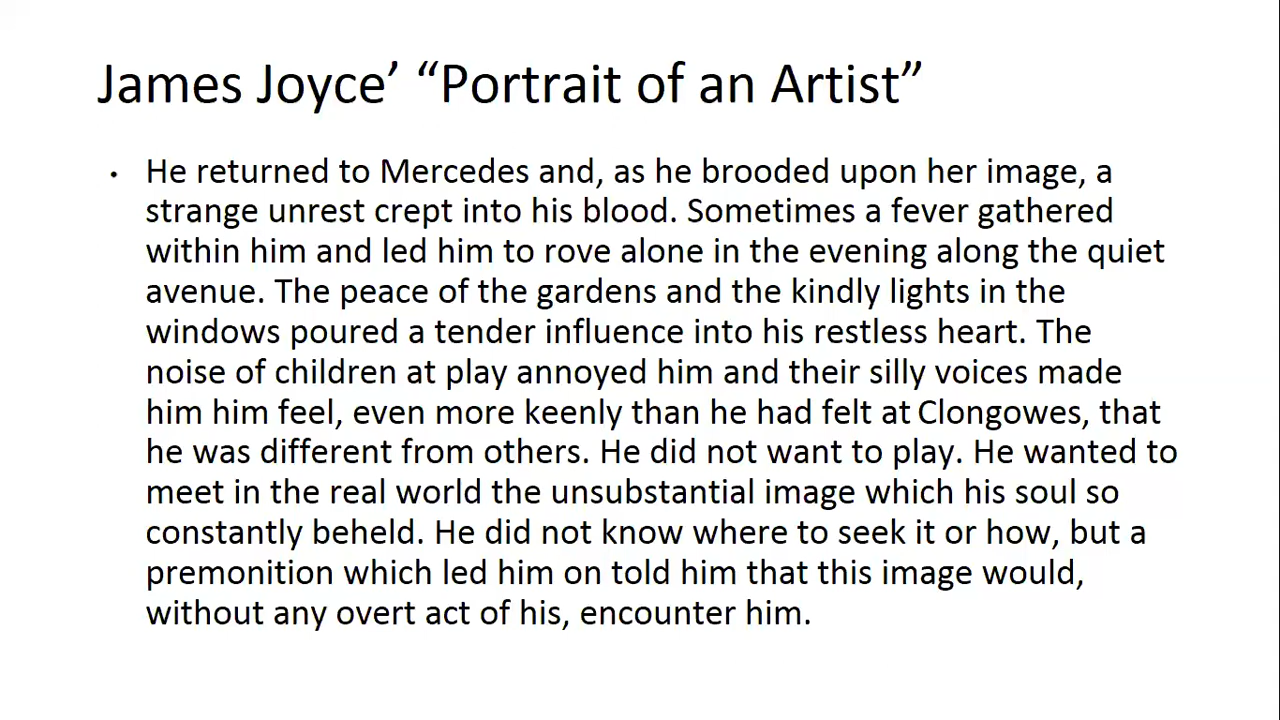 James Joyce’ “Portrait of an Artist”
• He returned to Mercedes and, as he brooded upon her image, a
strange unrest crept into his blood. Sometimes a fever gathered
within him and led him to rove alone in the evening along the quiet
avenue. The peace of the gardens and the kindly lights in the
windows poured a tender influence into his restless heart. The
noise of children at play annoyed him and their silly voices made
him him feel, even more keenly than he had felt at Clongowes, that
he was different from others. He did not want to play. He wanted to
meet in the real world the unsubstantial image which his soul so
constantly beheld. He did not know where to seek it or how, but a
premonition which led him on told him that this image would,
without any overt act of his, encounter him.